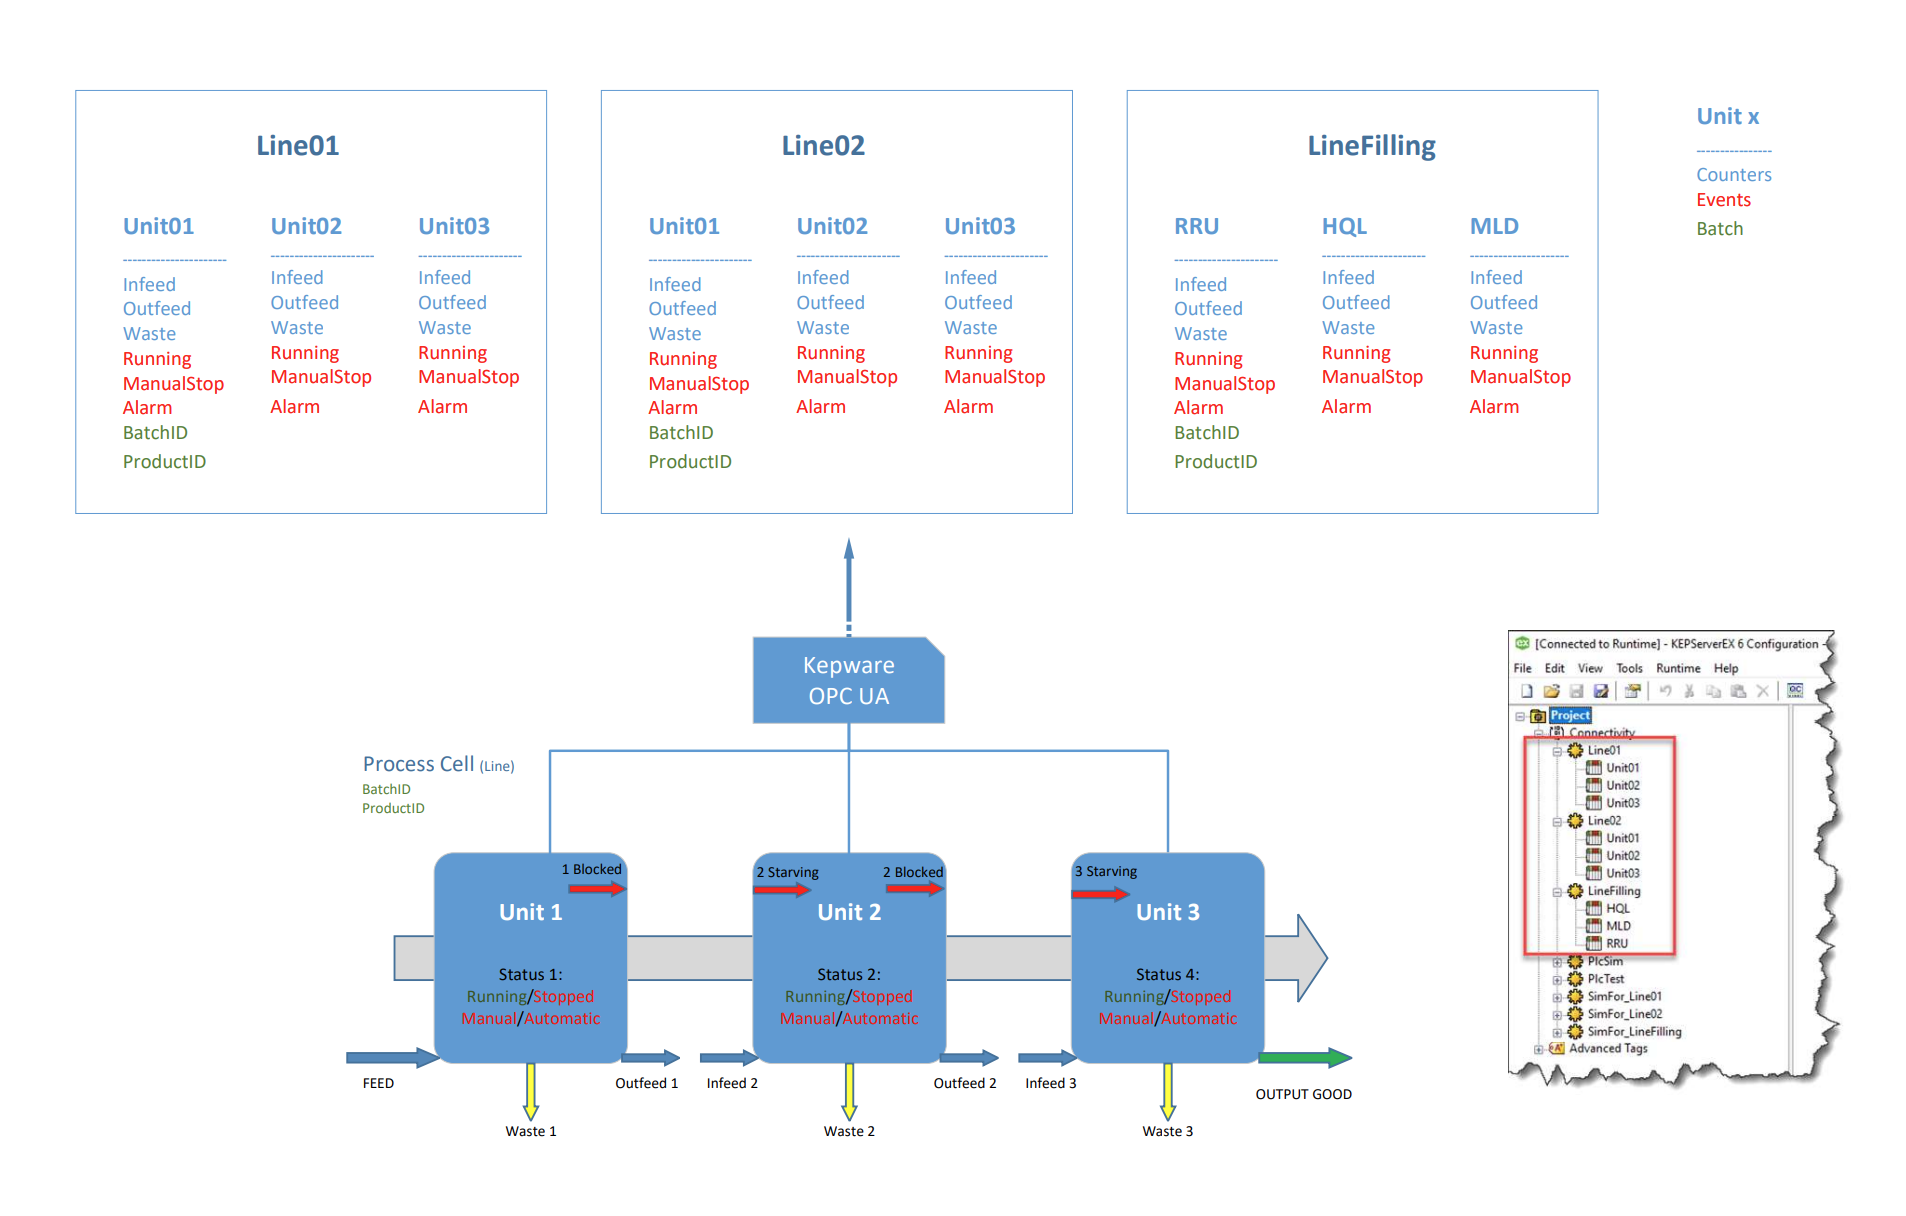 Line01
Unit01
---------------------
Infeed
Outfeed
Waste
Running
ManualStop
Alarm
BatchID
ProductID
Unit02
---------------------
Infeed
Outfeed
Waste
Running
ManualStop
Alarm
Unit03
---------------------
Infeed
Outfeed
Waste
Running
ManualStop
Alarm
Line02
Unit01
---------------------
Infeed
Outfeed
Waste
Running
ManualStop
Alarm
BatchID
ProductID
Unit02
---------------------
Infeed
Outfeed
Waste
Running
ManualStop
Alarm
Unit03
---------------------
Infeed
Outfeed
Waste
Running
ManualStop
Alarm
LineFilling
RRU
---------------------
Infeed
Outfeed
Waste
Running
ManualStop
Alarm
BatchID
ProductID
HQL
---------------------
Infeed
Outfeed
Waste
Running
ManualStop
Alarm
MLD
--------------------
Infeed
Outfeed
Waste
Running
ManualStop
Alarm
Unit x
----------------
Counters
Events
Batch
Kepware
OPC UA
Process Cell (Line)
BatchID
ProductID
1 Blocked
Unit 1
Status 1:
Running/Stopped
Manual/Automatic
2 Starving
2 Blocked
Unit 2
Status 2:
Running/Stopped
Manual/Automatic
3 Starving
Unit 3
Status 4:
Running/Stopped
Manual/Automatic
FEED
Outfeed 1
Infeed 2
Outfeed 2
Infeed 3
OUTPUT GOOD
Waste 1
Waste 2
Waste 3
[Connected to Runtime] - KEPServerEX 6 Configuration -
File Edit View Tools Runtime Help
Project
Connectivity
Line01
Unit01
Unit02
Unit03
Line02
Unit01
Unit02
Unit03
LineFilling
HQL
MLD
RRU
PlcSim
PlcTest
SimFor_Line01
SimFor_Line02
SimFor_LineFilling
Advanced Tags